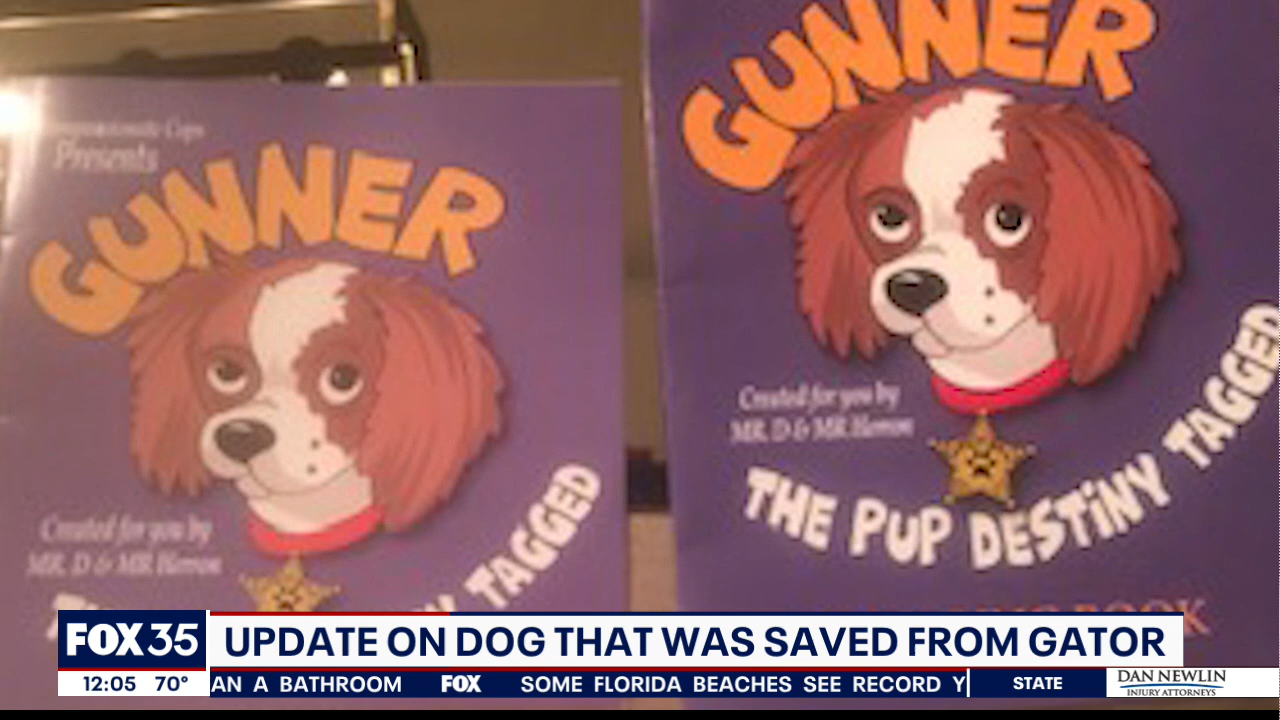 Presents
GUNNER
Created for you by
MR. D & MR Herron
TAGGED
GUNNER
Created for you by
MR. D & MR Herron
THE PUP DESTINY TAGGED
BOOK
FOX 35
UPDATE ON DOG THAT WAS SAVED FROM GATOR
12:05 70°
AN A BATHROOM FOX SOME FLORIDA BEACHES SEE RECORD Y
STATE
DAN NEWLIN
INJURY ATTORNEYS